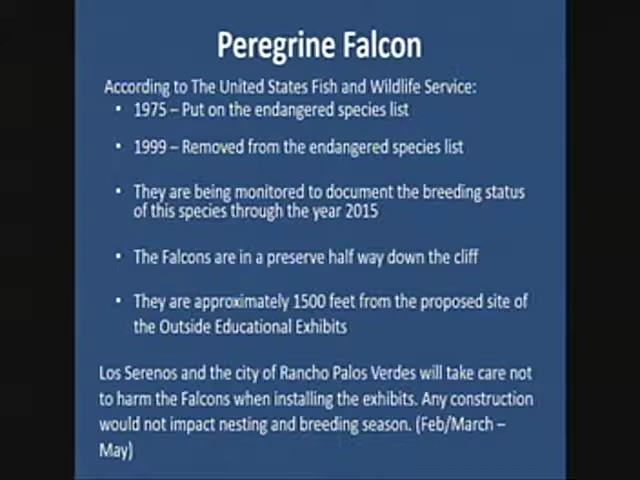 Peregrine Falcon
According to The United States Fish and Wildlife Service:
• 1975 – Put on the endangered species list
• 1999 – Removed from the endangered species list
• They are being monitored to document the breeding status
of this species through the year 2015
• The Falcons are in a preserve half way down the cliff
• They are approximately 1500 feet from the proposed site of
the Outside Educational Exhibits
Los Serenos and the city of Rancho Palos Verdes will take care not
to harm the Falcons when installing the exhibits. Any construction
would not impact nesting and breeding season. (Feb/March –
May)